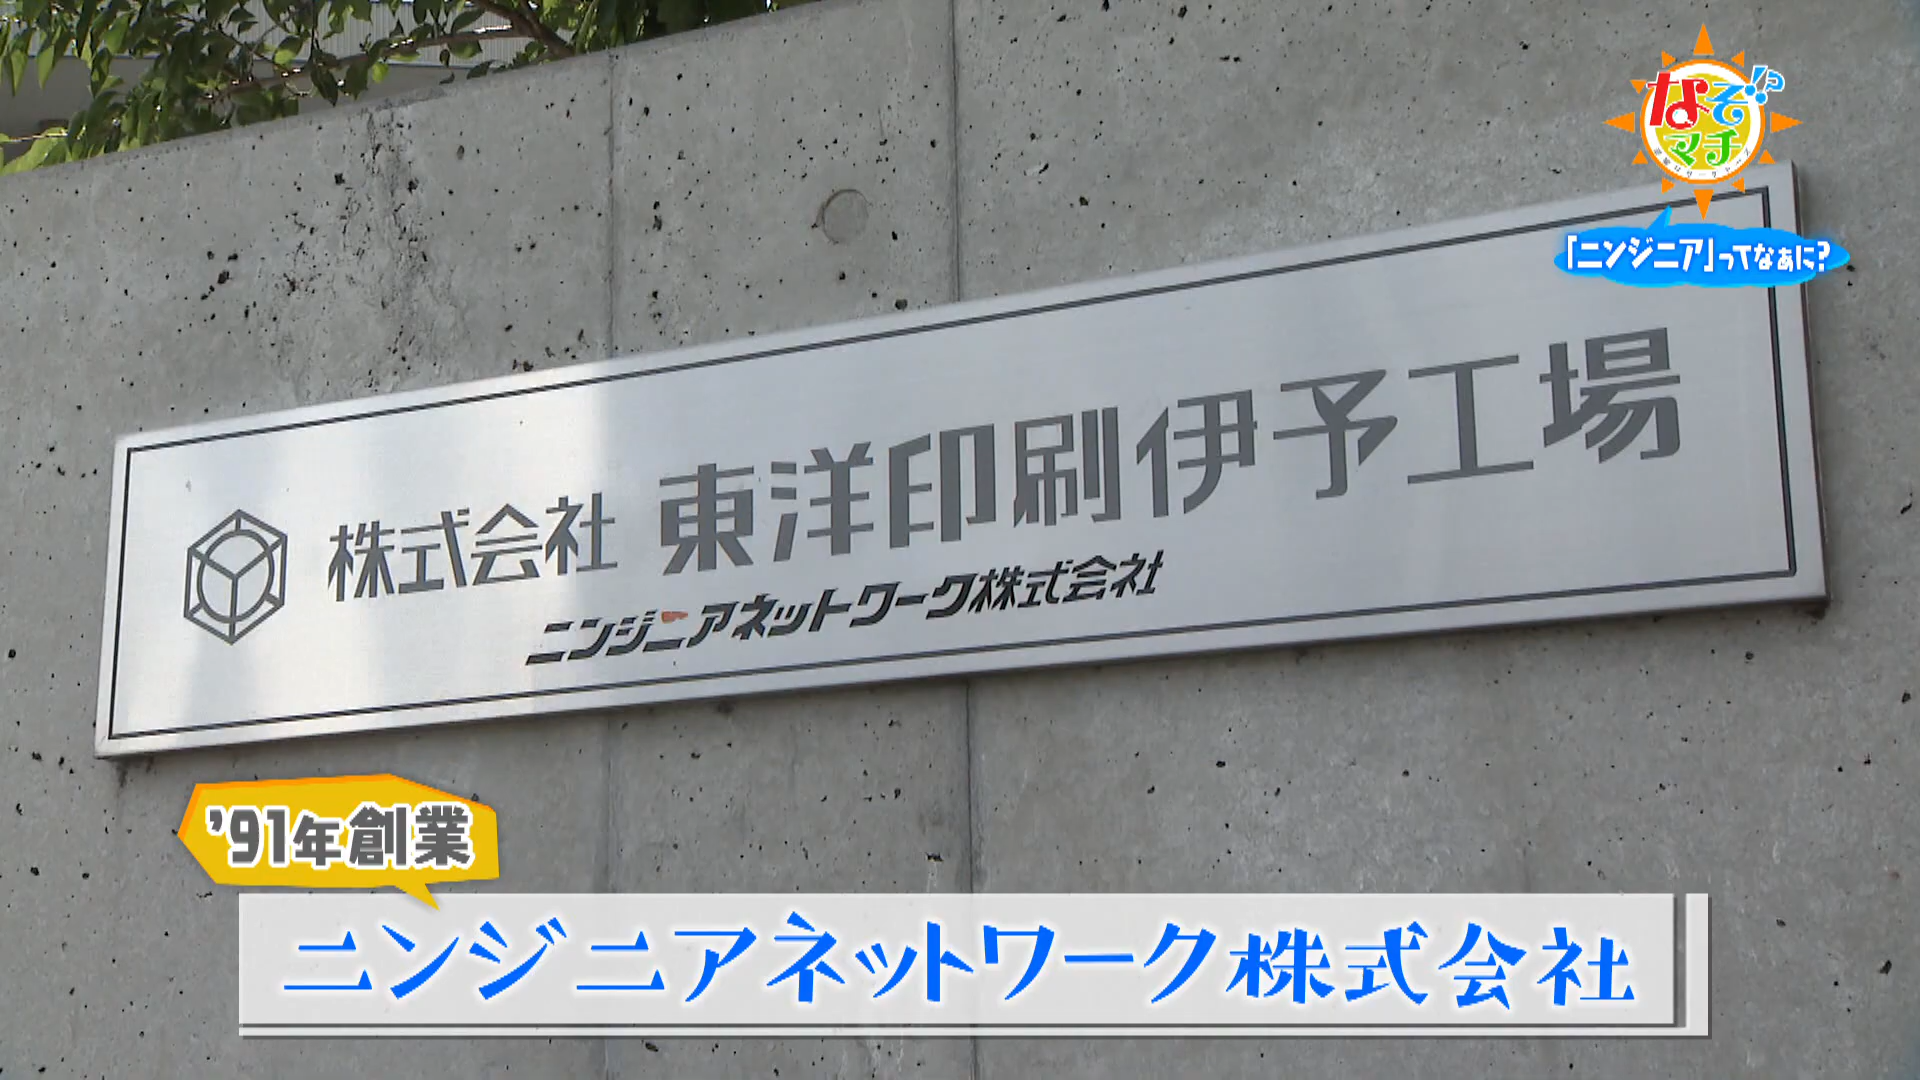 なぞ!?
マチ
「ニンジニア」ってなぁに?
株式会社 東洋印刷伊予工場
ニンジニアネットワーク株式会社
'91年創業
ニンジニアネットワーク株式会社